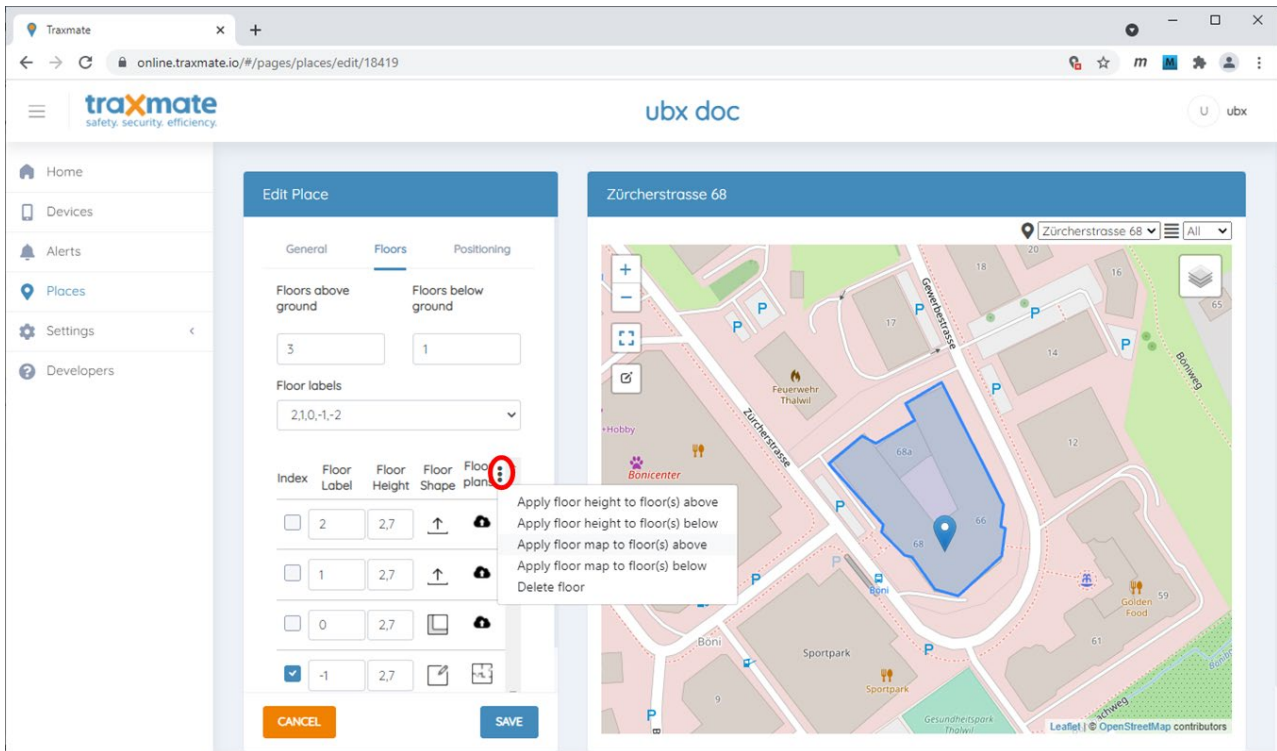 Traxmate
online.traxmate.io/#/pages/places/edit/18419
traxmate
safety. security. efficiency.
ubx doc
U ubx
Home
Devices
Alerts
Places
Settings
Developers
Edit Place
General Floors Positioning
Floors above ground
Floors below ground
3 1
Floor labels
2,1,0,-1,-2
Index Floor Label Floor Height Floor Shape
2 2,7
1 2,7
0 2,7
-1 2,7
CANCEL SAVE
Apply floor height to floor(s) above
Apply floor height to floor(s) below
Apply floor map to floor(s) above
Apply floor map to floor(s) below
Delete floor
Zürcherstrasse 68
Zürcherstrasse 68 All
20
18
16
65
Gewerbestrasse
P
P
P
P
17
14
P
Böniweg
Feuerwehr
Thalwil
P
Zürcherstrasse
Hobby
Bonicenter
12
68a
66
68
P
P
P
Böni
Golden
Food
59
61
Böni
Sportpark
P
Sportpark
9
P
Gesundheitspark
Thalwil
Leaflet | © OpenStreetMap contributors